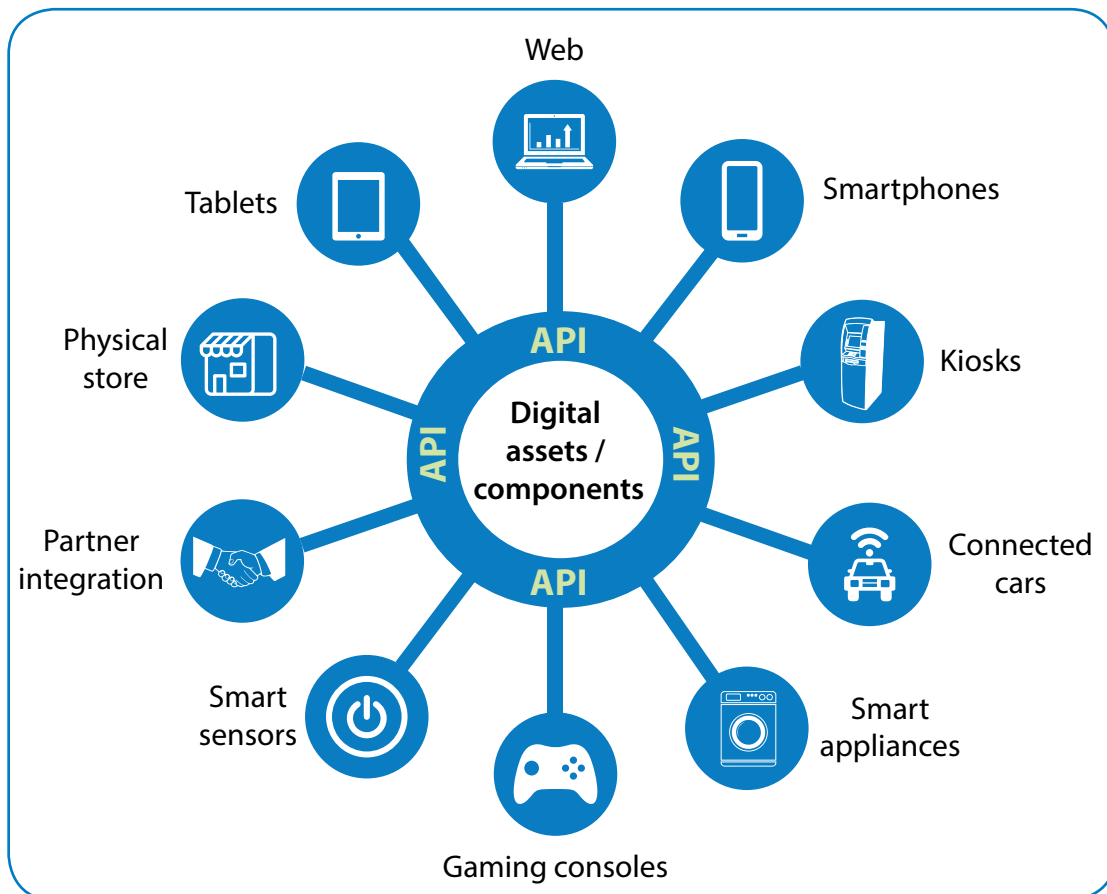 Web
Smartphones
Tablets
Physical
store
Kiosks
API
API
Digital
assets /
components
API
API
Partner
integration
Connected
cars
Smart
sensors
Smart
appliances
Gaming consoles